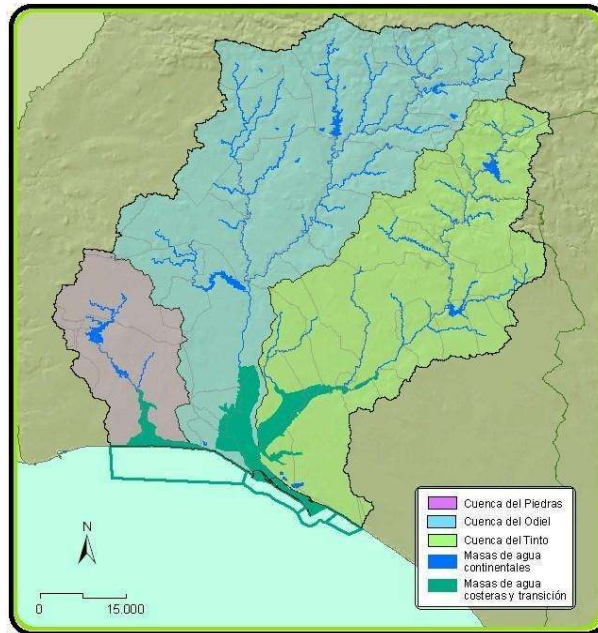 N
0
15.000
Cuenca del Piedras
Cuenca del Odiel
Cuenca del Tinto
Masas de agua
continentales
Masas de agua
costeras y transición